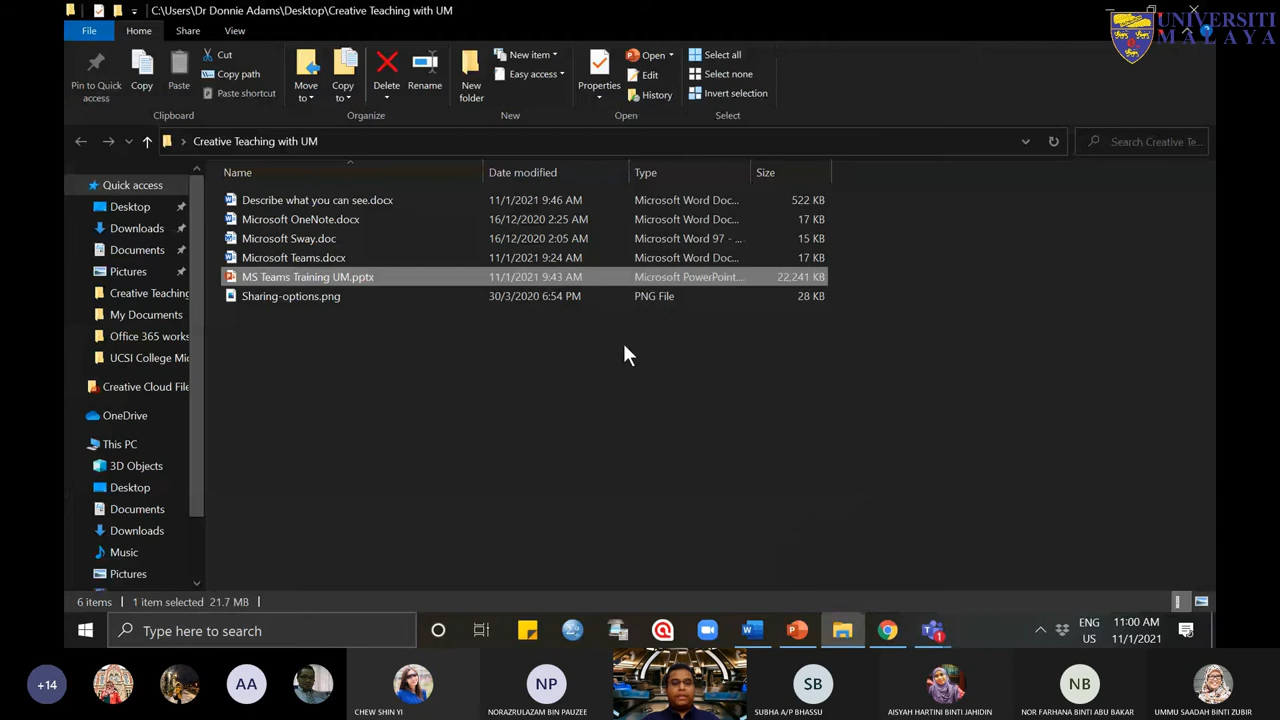 C:\Users\Dr Donnie Adams\Desktop\Creative Teaching with UM
UNIVERSITI
MALAYA
File
Home
Share
View
Pin to Quick
access
Copy
Paste
Cut
Copy path
Paste shortcut
Move
to
Copy
to
Delete
Rename
New
folder
New item
Easy access
Properties
Open
Edit
History
Select all
Select none
Invert selection
Clipboard
Organize
New
Open
Select
Creative Teaching with UM
Search Creative Te...
Name Date modified Type Size
Describe what you can see.docx 11/1/2021 9:46 AM Microsoft Word Doc... 522 KB
Microsoft OneNote.docx 16/12/2020 2:25 AM Microsoft Word Doc... 17 KB
Microsoft Sway.doc 16/12/2020 2:05 AM Microsoft Word 97 - ... 15 KB
Microsoft Teams.docx 11/1/2021 9:24 AM Microsoft Word Doc... 17 KB
MS Teams Training UM.pptx 11/1/2021 9:43 AM Microsoft PowerPoint.... 22,241 KB
Sharing-options.png 30/3/2020 6:54 PM PNG File 28 KB
Quick access
Desktop
Downloads
Documents
Pictures
Creative Teaching
My Documents
Office 365 works
UCSI College Mic
Creative Cloud File
OneDrive
This PC
3D Objects
Desktop
Documents
Downloads
Music
Pictures
6 items 1 item selected 21.7 MB
Type here to search
1
ENG
US
11:00 AM
11/1/2021
+14
AA
CHEW SHIN YI
NP
NORAZRULAZAM BIN PAUZEE
SB
SUBHA A/P BHASSU
AISYAH HARTINI BINTI JAHIDIN
NB
NOR FARHANA BINTI ABU BAKAR
UMMU SAADAH BINTI ZUBIR